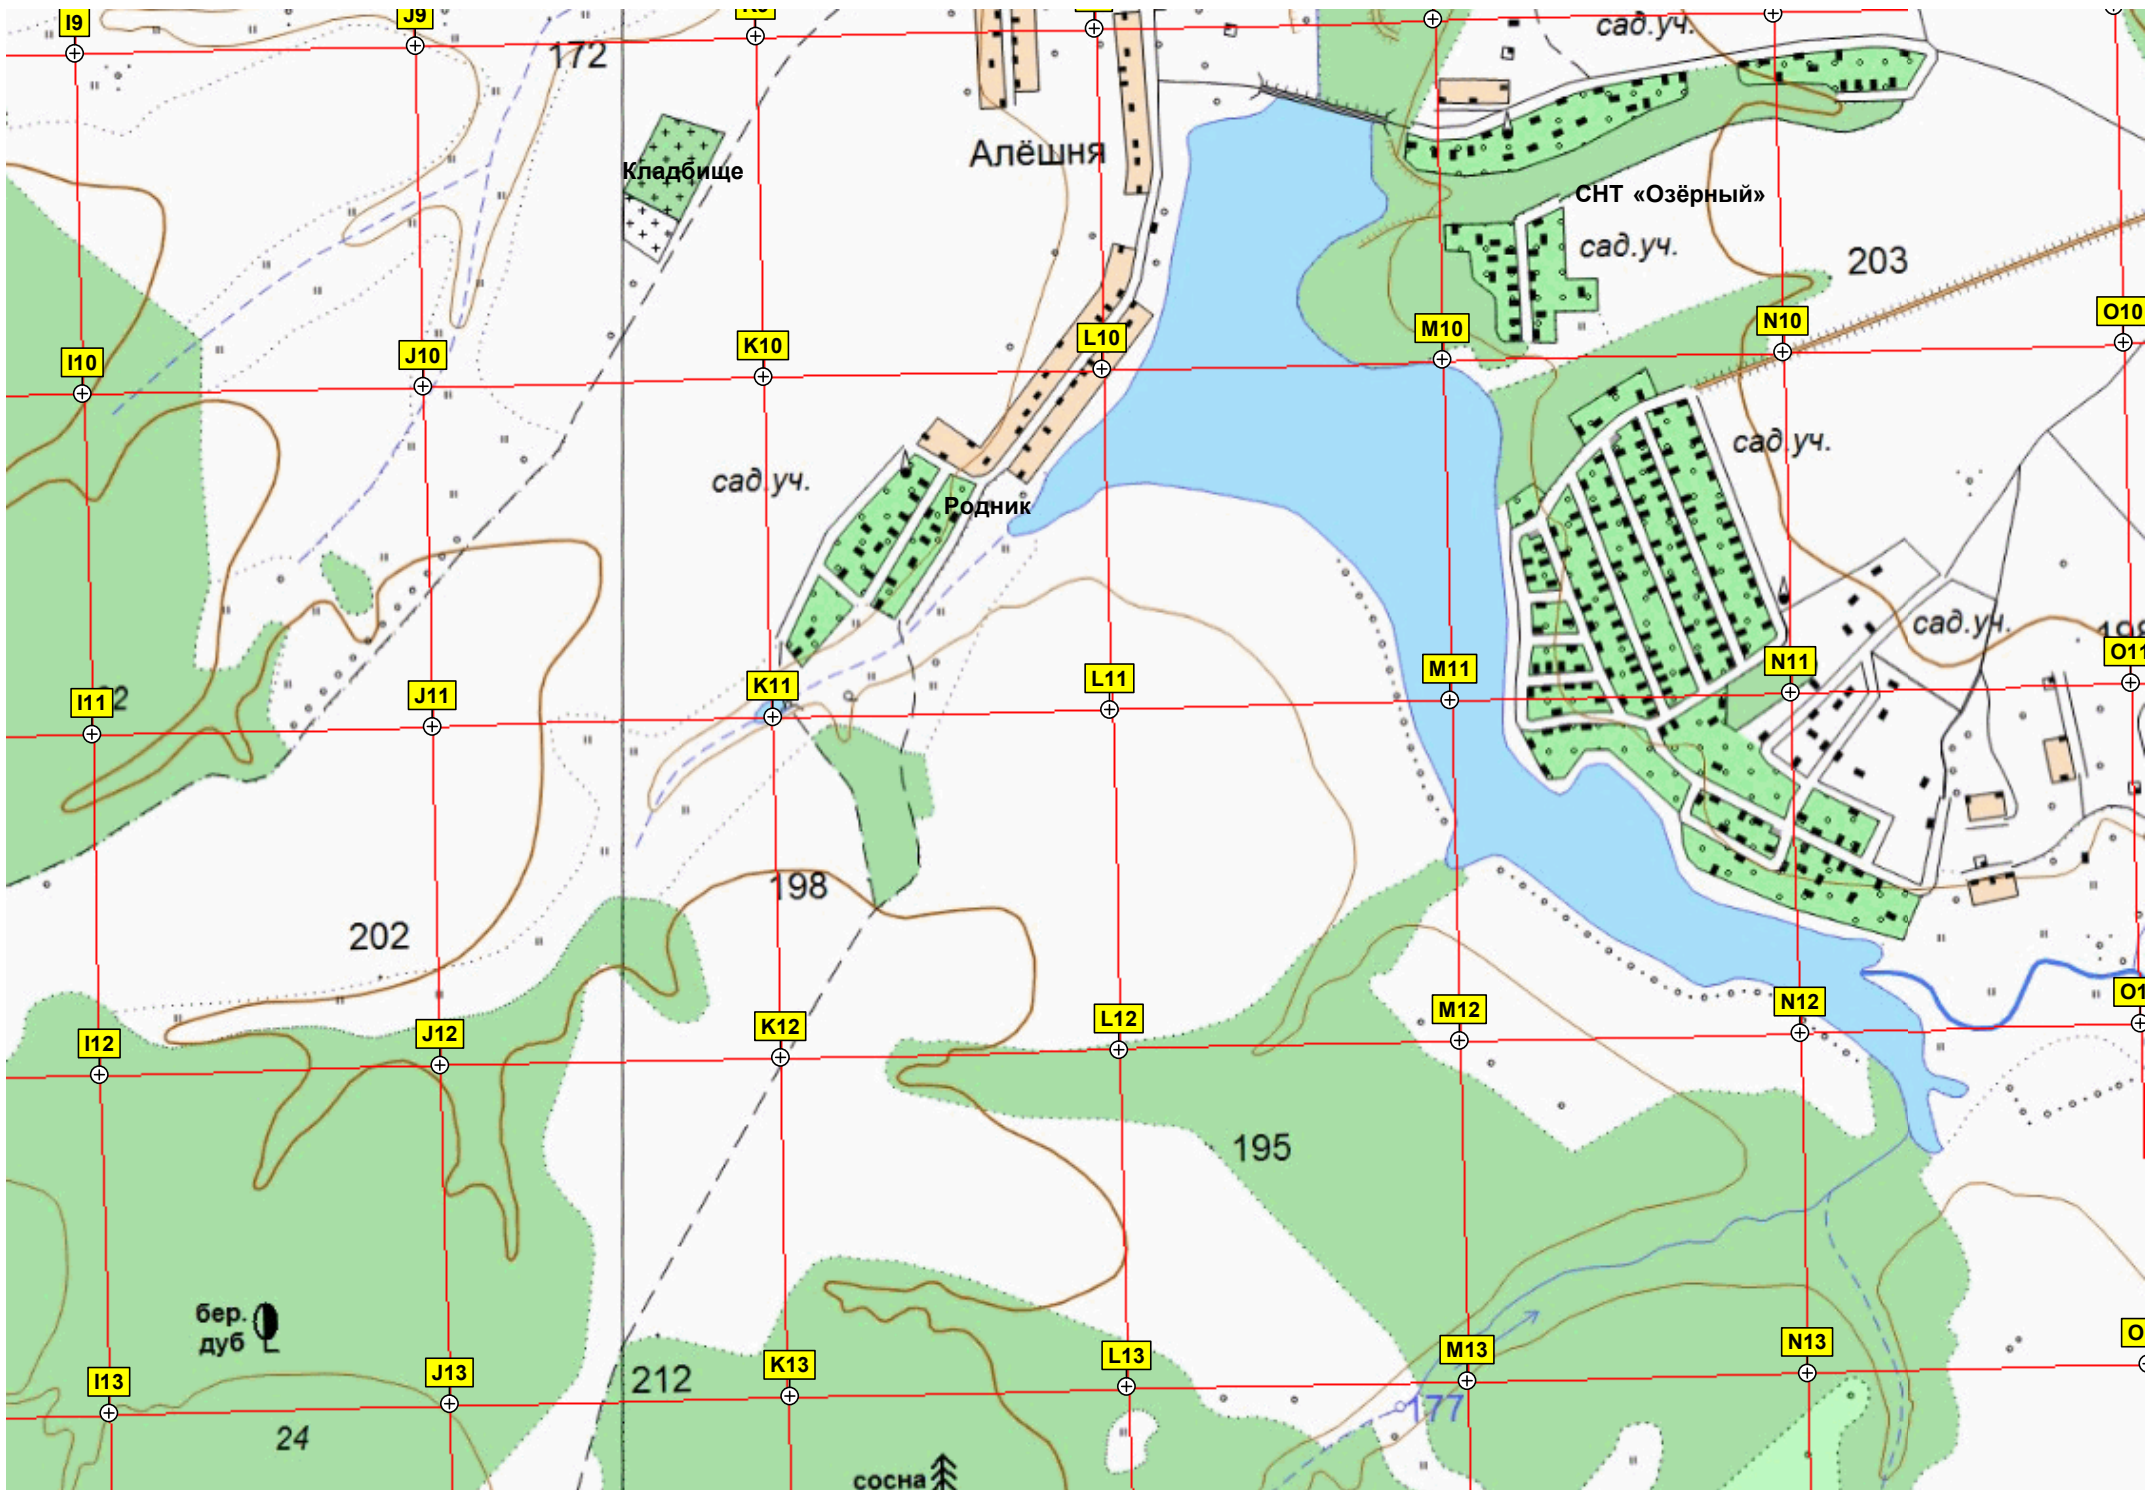 I9
J9
172
сад.уч.
Кладбище
Алёшня
СНТ «Озёрный»
сад.уч.
203
I10
J10
K10
L10
M10
N10
O10
сад.уч.
сад.уч.
Родник
сад.уч.
I11
J11
K11
L11
M11
N11
O11
198
202
I12
J12
K12
L12
M12
N12
195
бер.
дуб
212
I13
J13
K13
L13
M13
N13
177
24
сосна